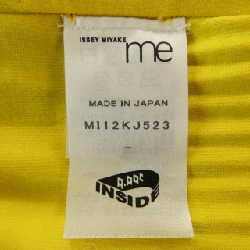 ISSEY MIYAKE
me
MADE IN JAPAN
MI12KJ523
-
A-POC
INSIDE